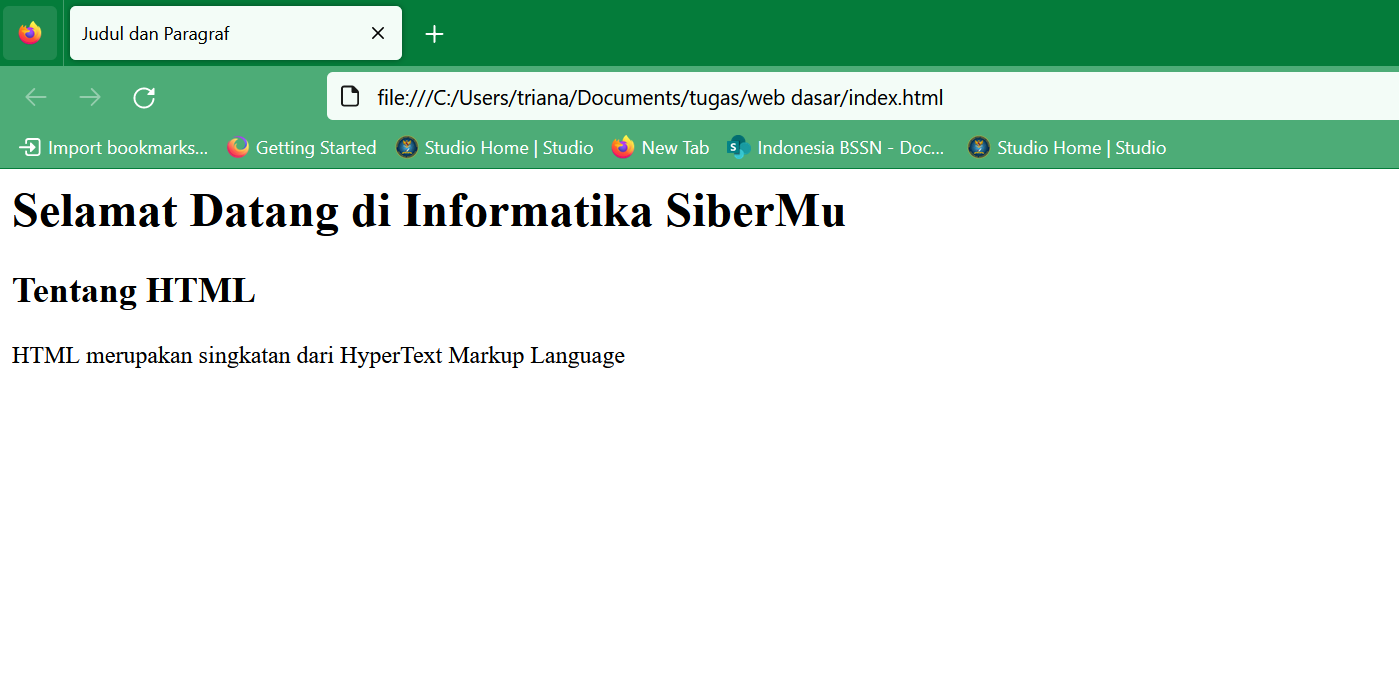 Judul dan Paragraf
file:///C:/Users/triana/Documents/tugas/web dasar/index.html
Import bookmarks... Getting Started Studio Home | Studio New Tab Indonesia BSSN - Doc... Studio Home | Studio
Selamat Datang di Informatika SiberMu
Tentang HTML
HTML merupakan singkatan dari HyperText Markup Language